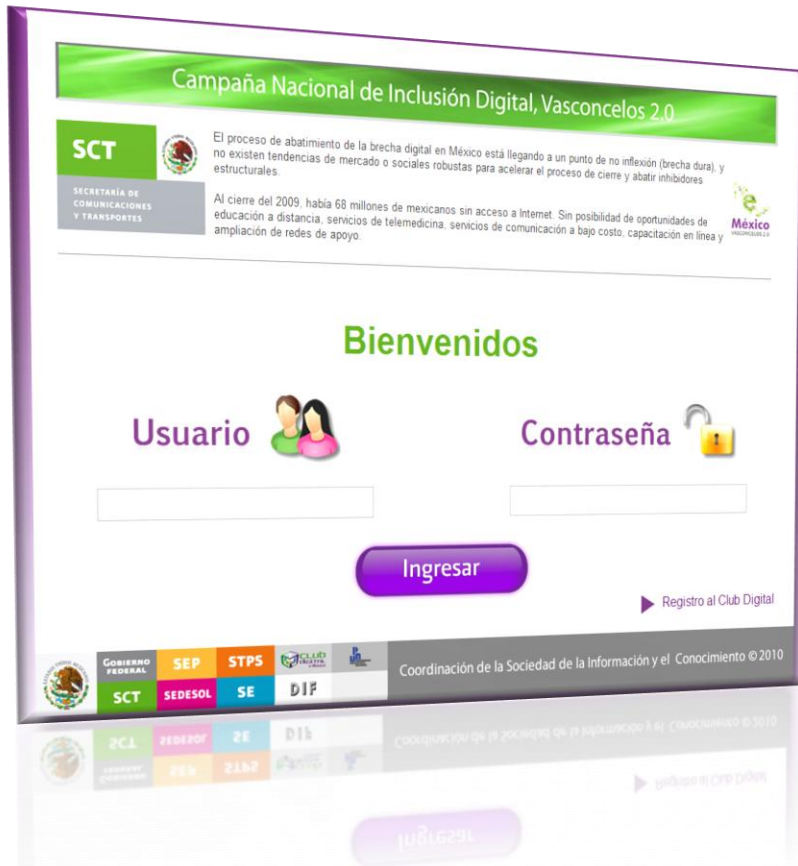 Campaña Nacional de Inclusión Digital, Vasconcelos 2.0
SCT
SECRETARÍA DE
COMUNICACIONES
Y TRANSPORTES
El proceso de abatimiento de la brecha digital en México está llegando a un punto de no inflexión (brecha dura), y
no existen tendencias de mercado o sociales robustas para acelerar el proceso de cierre y abatir inhibidores
estructurales.
Al cierre del 2009, había 68 millones de mexicanos sin acceso a Internet. Sin posibilidad de oportunidades de
educación a distancia, servicios de telemedicina, servicios de comunicación a bajo costo, capacitación en línea y
ampliación de redes de apoyo.
e
México
VASCONCELOS 2.0
Bienvenidos
Usuario
Contraseña
Ingresar
Registro al Club Digital
GOBIERNO
FEDERAL
SEP
STPS
CLUB
DIGITAL
SCT
SEDESOL
SE
DIF
Coordinación de la Sociedad de la Información y el Conocimiento © 2010